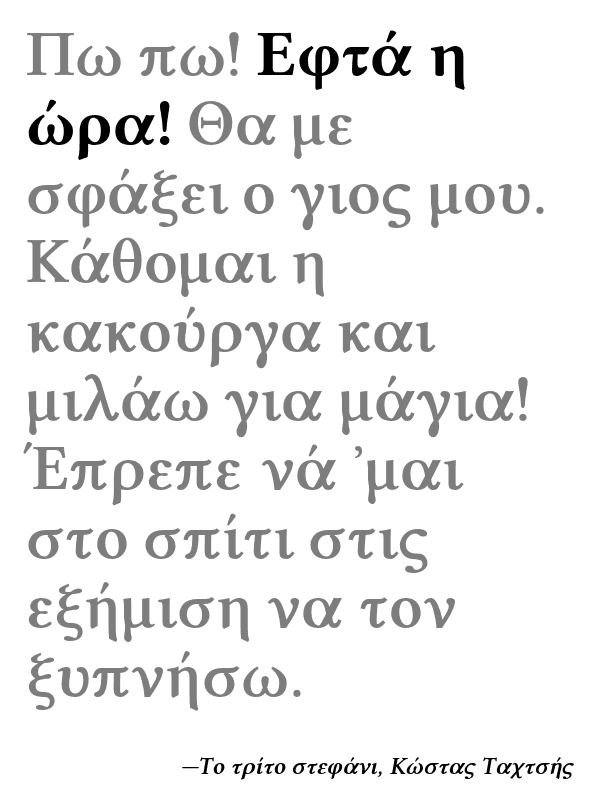 Πω πω! Εφτά η
ώρα! Θα με
σφάξει ο γιος μου.
Κάθομαι η
κακούργα και
μιλάω για μάγια!
Έπρεπε νά ’μαι
στο σπίτι στις
εξήμιση να τον
ξυπνήσω.
—Το τρίτο στεφάνι, Κώστας Ταχτσής